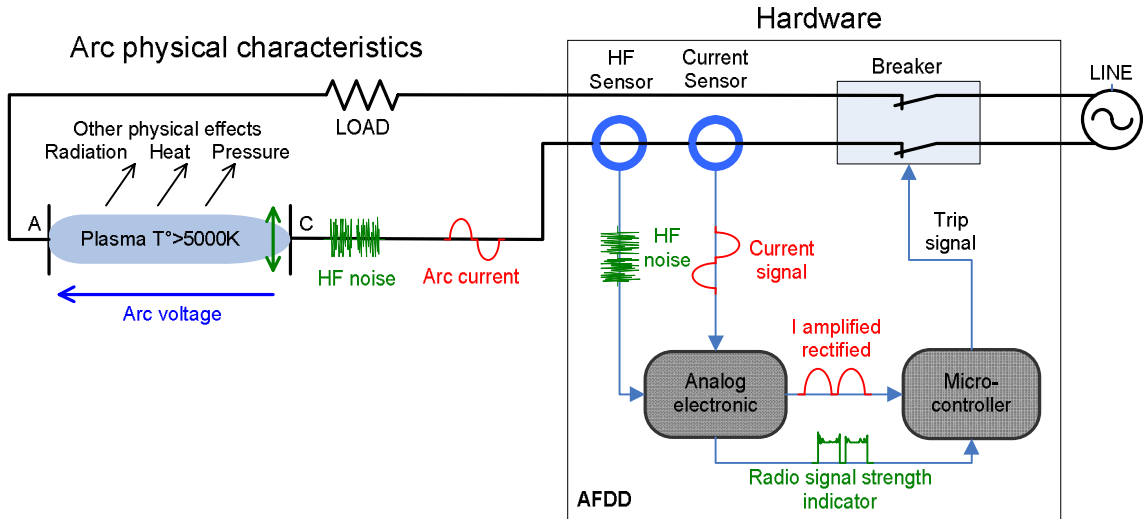 Hardware
Arc physical characteristics
HF
Sensor
Current
Sensor
Breaker
LINE
LOAD
Other physical effects
Radiation
Heat
Pressure
A
Plasma T°>5000K
C
HF noise
Arc current
Arc voltage
HF
noise
Current
signal
Trip
signal
I amplified
rectified
Analog
electronic
Micro-
controller
Radio signal strength
indicator
AFDD